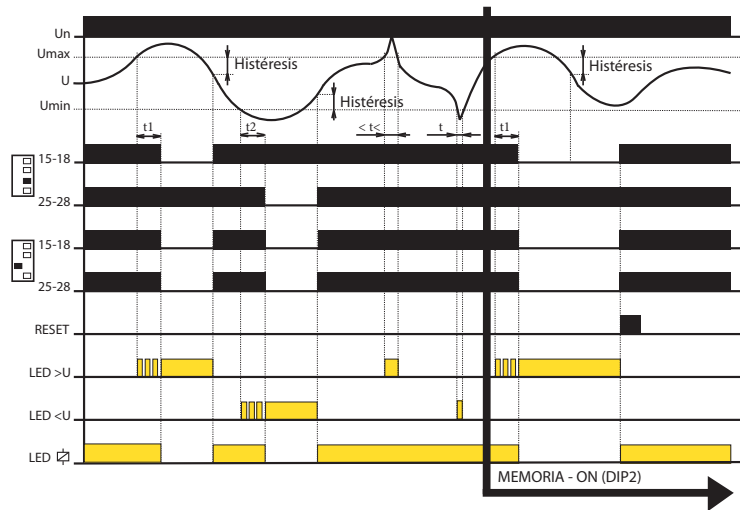 Un
Umax
Histéresis
Histéresis
U
Umin
Histéresis
t1
t2
< t<
t
t1
15-18
25-28
15-18
25-28
RESET
LED >U
LED <U
LED
MEMORIA - ON (DIP2)